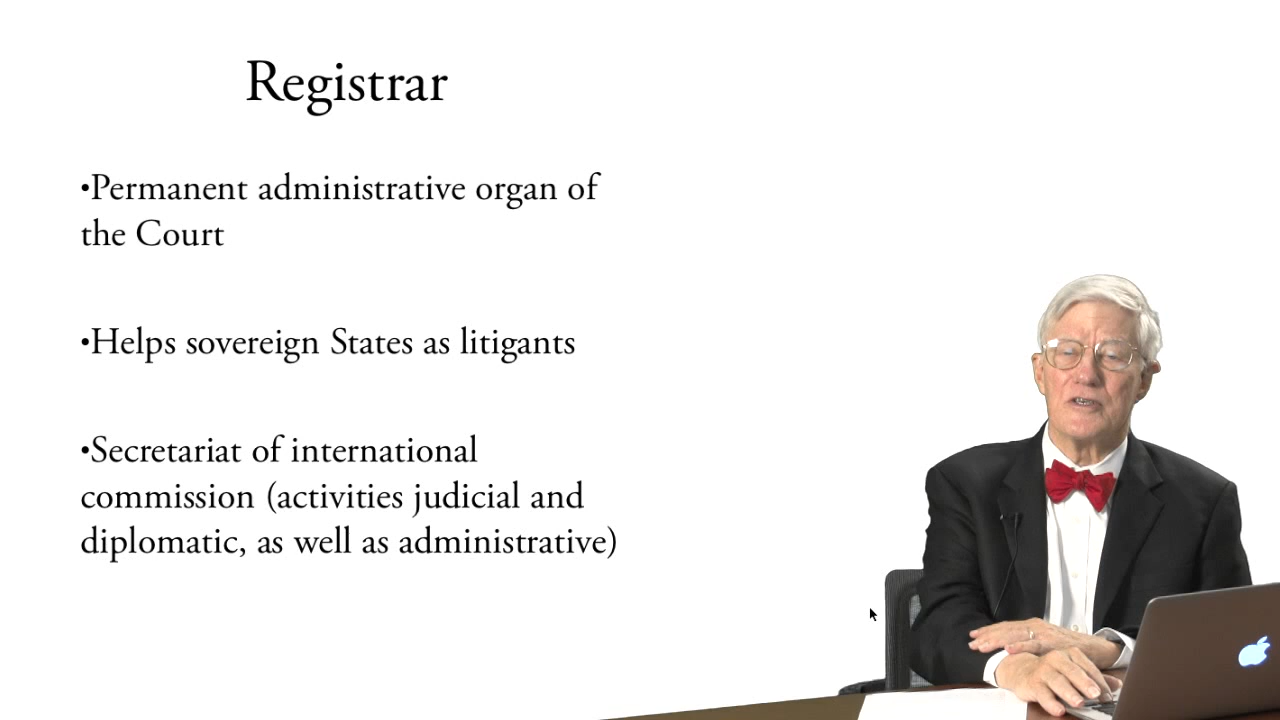 Registrar
•Permanent administrative organ of
the Court
•Helps sovereign States as litigants
•Secretariat of international
commission (activities judicial and
diplomatic, as well as administrative)